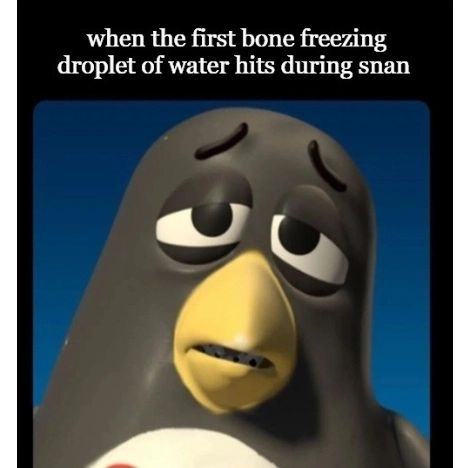 when the first bone freezing
droplet of water hits during snan